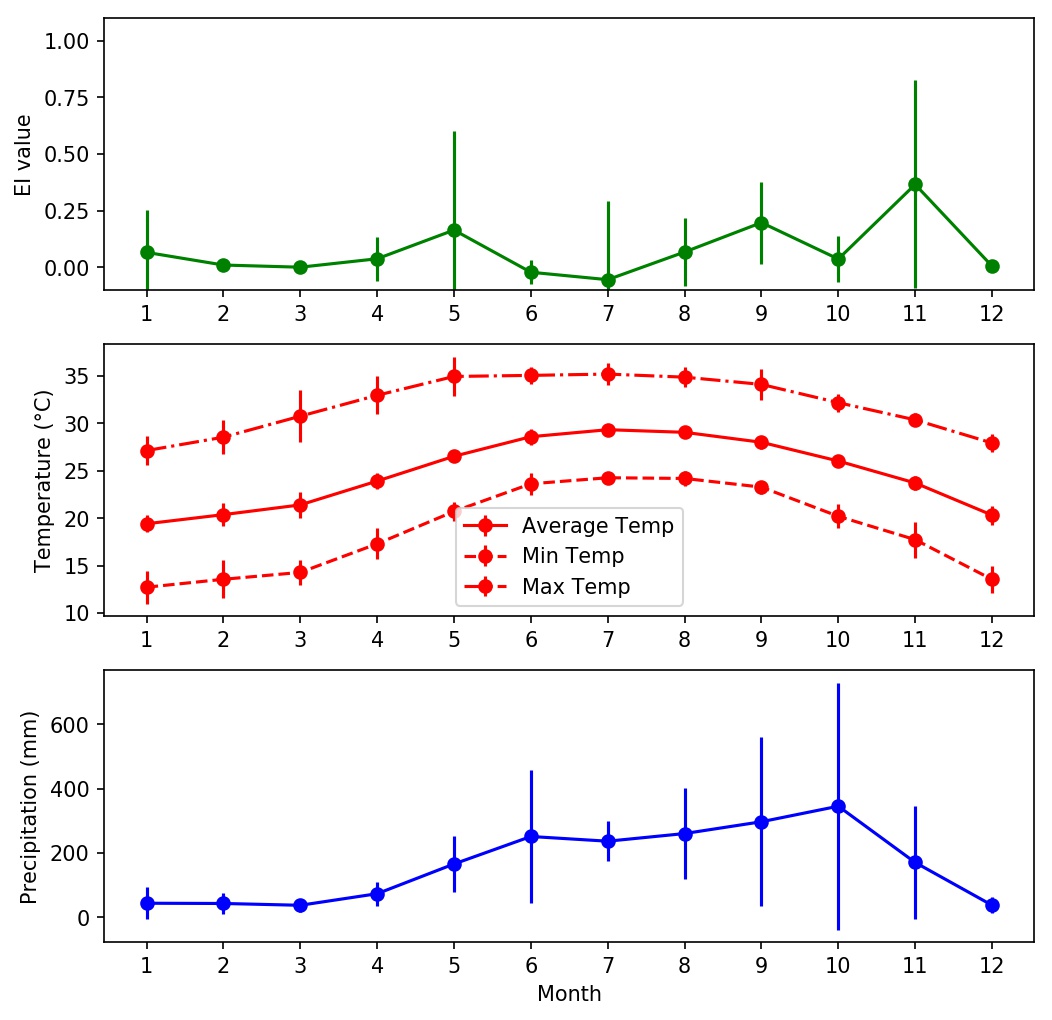 EI value
1.00
0.75
0.50
0.25
0.00
1 2 3 4 5 6 7 8 9 10 11 12
Temperature (°C)
35
30
25
20
15
10
Average Temp
Min Temp
Max Temp
1 2 3 4 5 6 7 8 9 10 11 12
Precipitation (mm)
600
400
200
0
1 2 3 4 5 6 7 8 9 10 11 12
Month